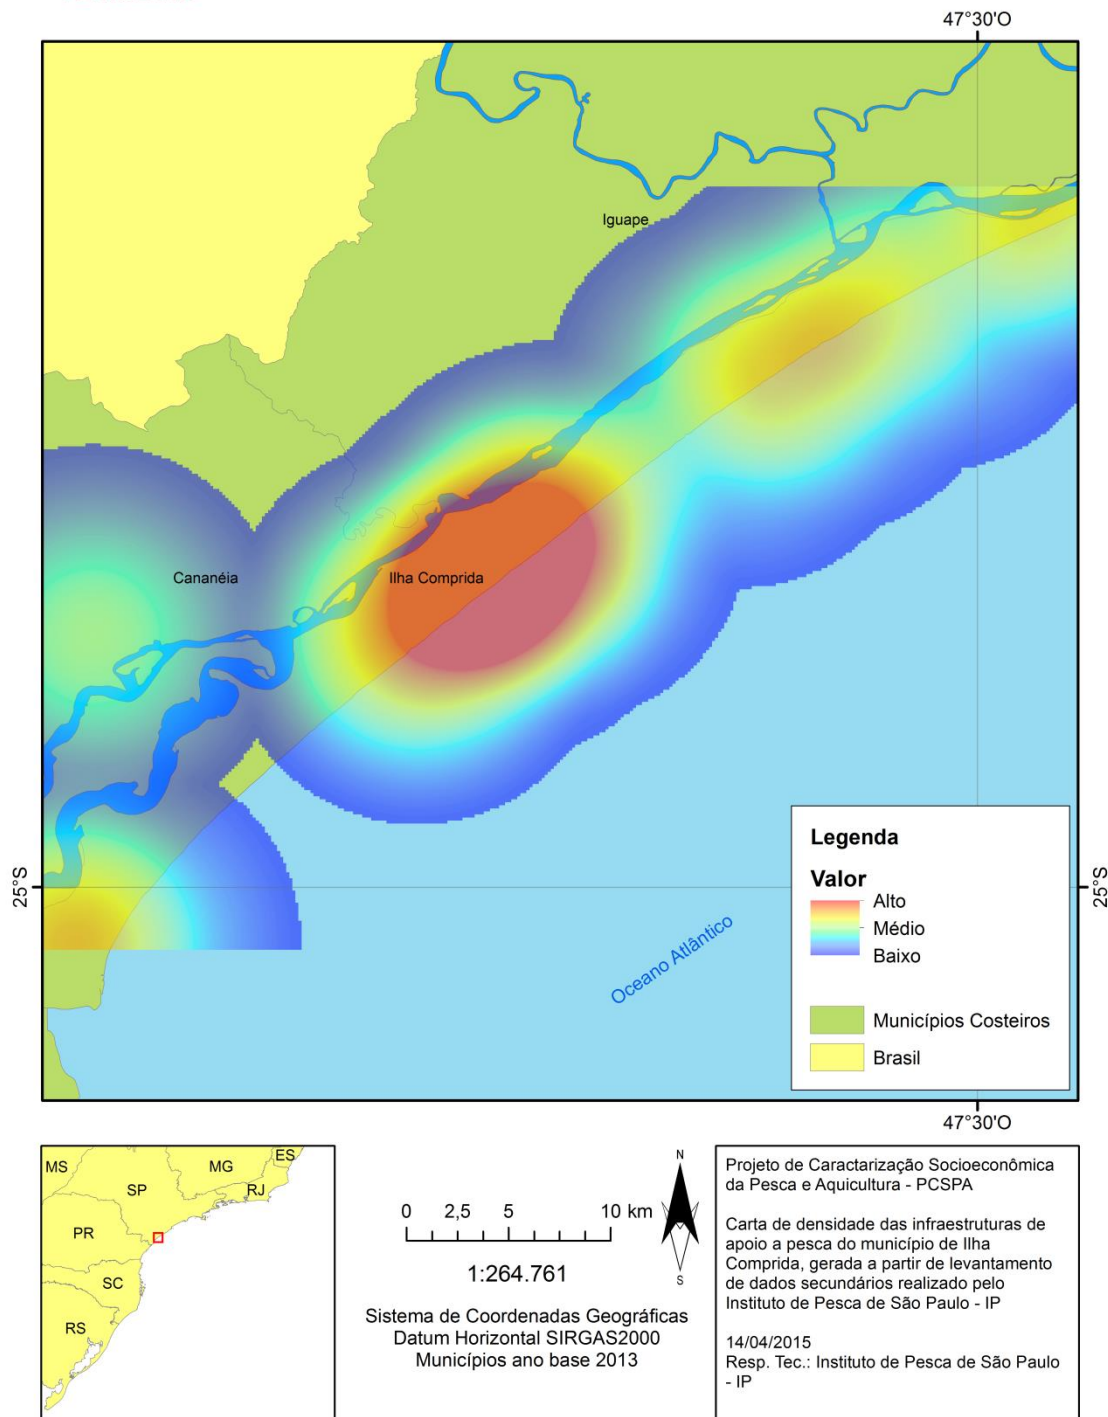 47°30'O
Iguape
Cananéia
Ilha Comprida
25°S
25°S
Oceano Atlântico
Legenda
Valor
Alto
Médio
Baixo
Municípios Costeiros
Brasil
47°30'O
MS
MG
ES
SP
RJ
PR
SC
RS
N
S
0 2,5 5 10 km
1:264.761
Sistema de Coordenadas Geográficas
Datum Horizontal SIRGAS2000
Municípios ano base 2013
Projeto de Caractarização Socioeconômica
da Pesca e Aquicultura - PCSPA
Carta de densidade das infraestruturas de
apoio a pesca do município de Ilha
Comprida, gerada a partir de levantamento
de dados secundários realizado pelo
Instituto de Pesca de São Paulo - IP
14/04/2015
Resp. Tec.: Instituto de Pesca de São Paulo
- IP